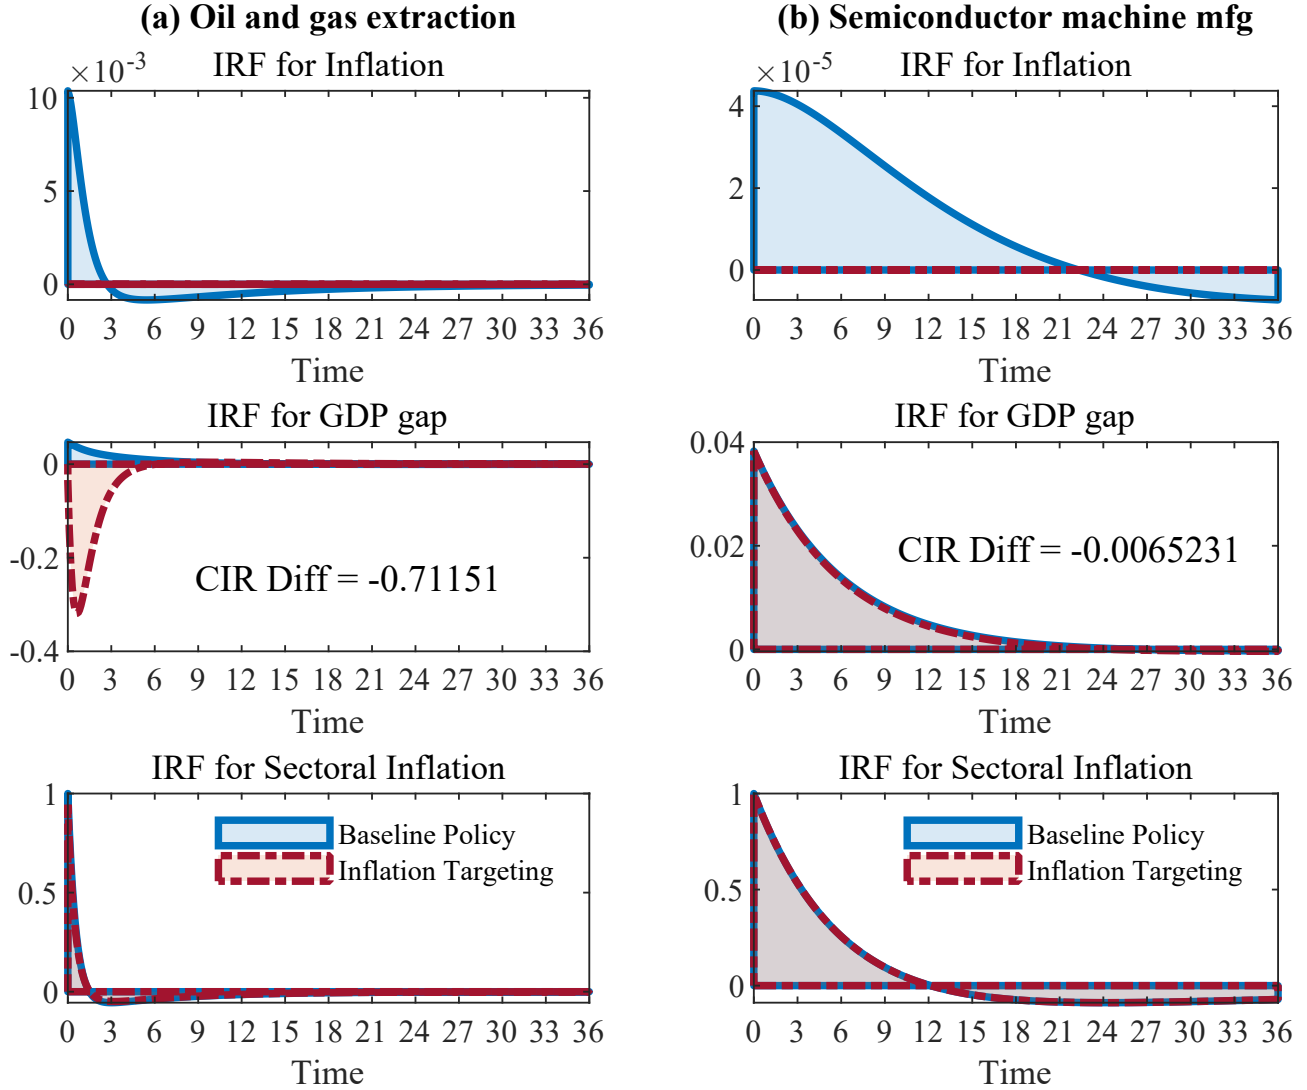 (a) Oil and gas extraction
IRF for Inflation
×10⁻³
10
5
0
0 3 6 9 12 15 18 21 24 27 30 33 36
Time
IRF for GDP gap
0
-0.2
-0.4
CIR Diff = -0.71151
0 3 6 9 12 15 18 21 24 27 30 33 36
Time
IRF for Sectoral Inflation
1
0.5
0
Baseline Policy
Inflation Targeting
0 3 6 9 12 15 18 21 24 27 30 33 36
Time
(b) Semiconductor machine mfg
IRF for Inflation
×10⁻⁵
4
2
0
0 3 6 9 12 15 18 21 24 27 30 33 36
Time
IRF for GDP gap
0.04
0.02
0
CIR Diff = -0.0065231
0 3 6 9 12 15 18 21 24 27 30 33 36
Time
IRF for Sectoral Inflation
1
0.5
0
Baseline Policy
Inflation Targeting
0 3 6 9 12 15 18 21 24 27 30 33 36
Time